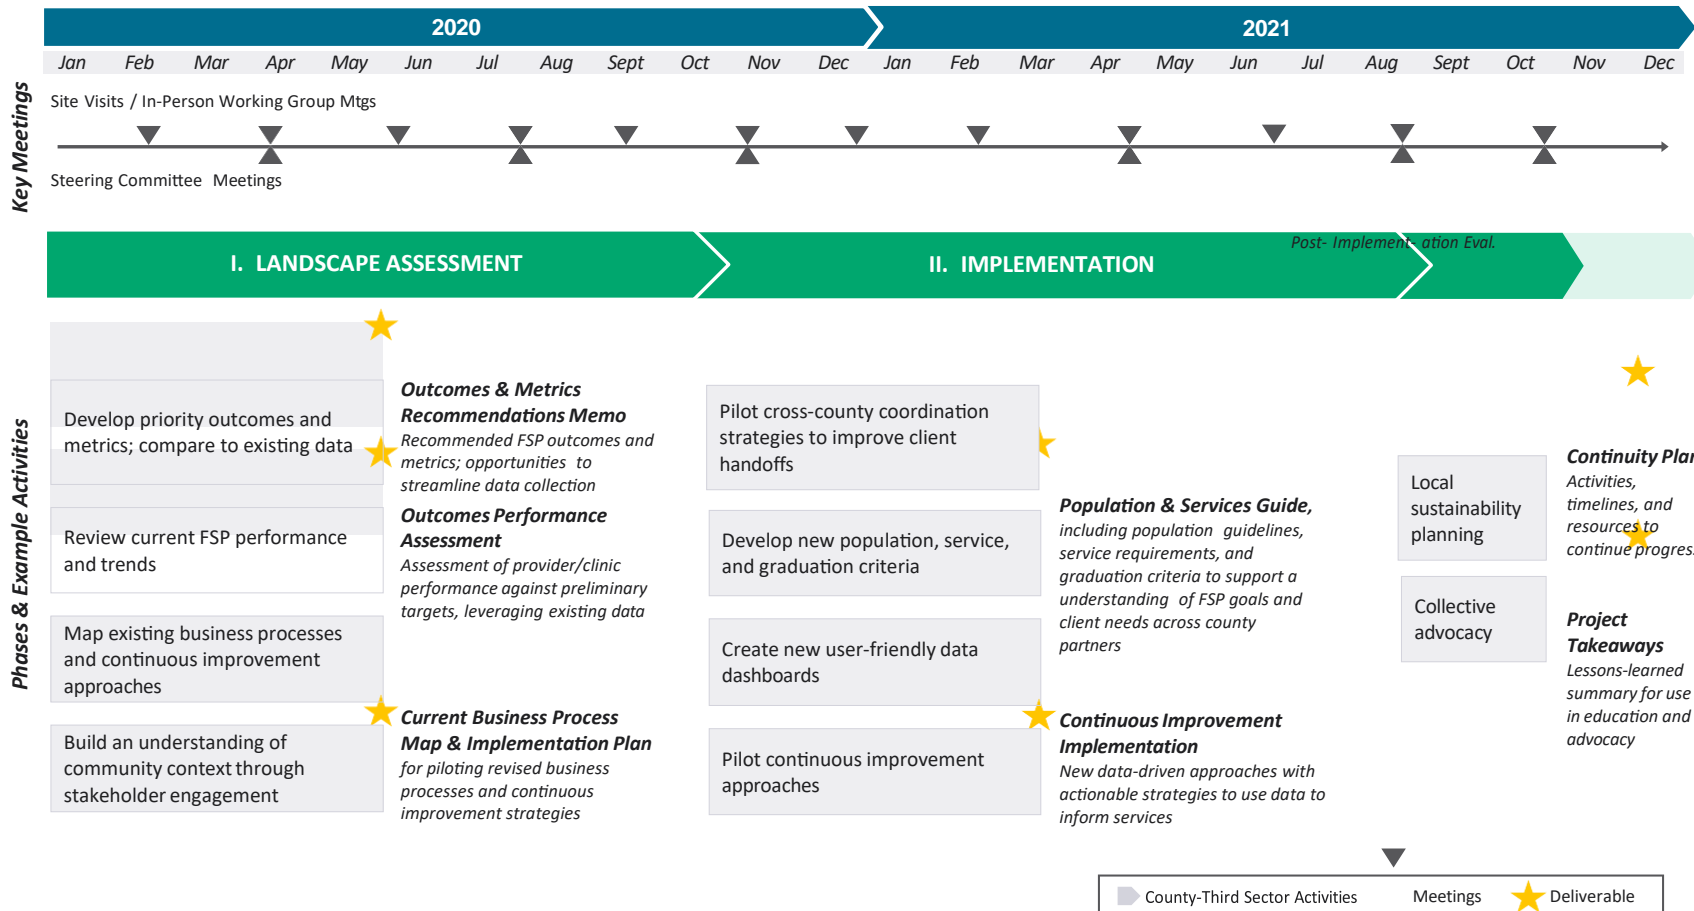 2020
2021
Jan Feb Mar Apr May Jun Jul Aug Sept Oct Nov Dec Jan Feb Mar Apr May Jun Jul Aug Sept Oct Nov Dec
Key Meetings
Site Visits / In-Person Working Group Mtgs
Steering Committee Meetings
I. LANDSCAPE ASSESSMENT
II. IMPLEMENTATION
Post- Implement- ation Eval.
Phases & Example Activities
Develop priority outcomes and
metrics; compare to existing data
Review current FSP performance
and trends
Map existing business processes
and continuous improvement
approaches
Build an understanding of
community context through
stakeholder engagement
Outcomes & Metrics
Recommendations Memo
Recommended FSP outcomes and
metrics; opportunities to
streamline data collection
Outcomes Performance
Assessment
Assessment of provider/clinic
performance against preliminary
targets, leveraging existing data
Current Business Process
Map & Implementation Plan
for piloting revised business
processes and continuous
improvement strategies
Pilot cross-county coordination
strategies to improve client
handoffs
Develop new population, service,
and graduation criteria
Create new user-friendly data
dashboards
Pilot continuous improvement
approaches
Population & Services Guide,
including population guidelines,
service requirements, and
graduation criteria to support a
understanding of FSP goals and
client needs across county
partners
Continuous Improvement
Implementation
New data-driven approaches with
actionable strategies to use data to
inform services
Local
sustainability
planning
Collective
advocacy
Continuity Plan
Activities,
timelines, and
resources to
continue progres
Project
Takeaways
Lessons-learned
summary for use
in education and
advocacy
County-Third Sector Activities
Meetings
Deliverable